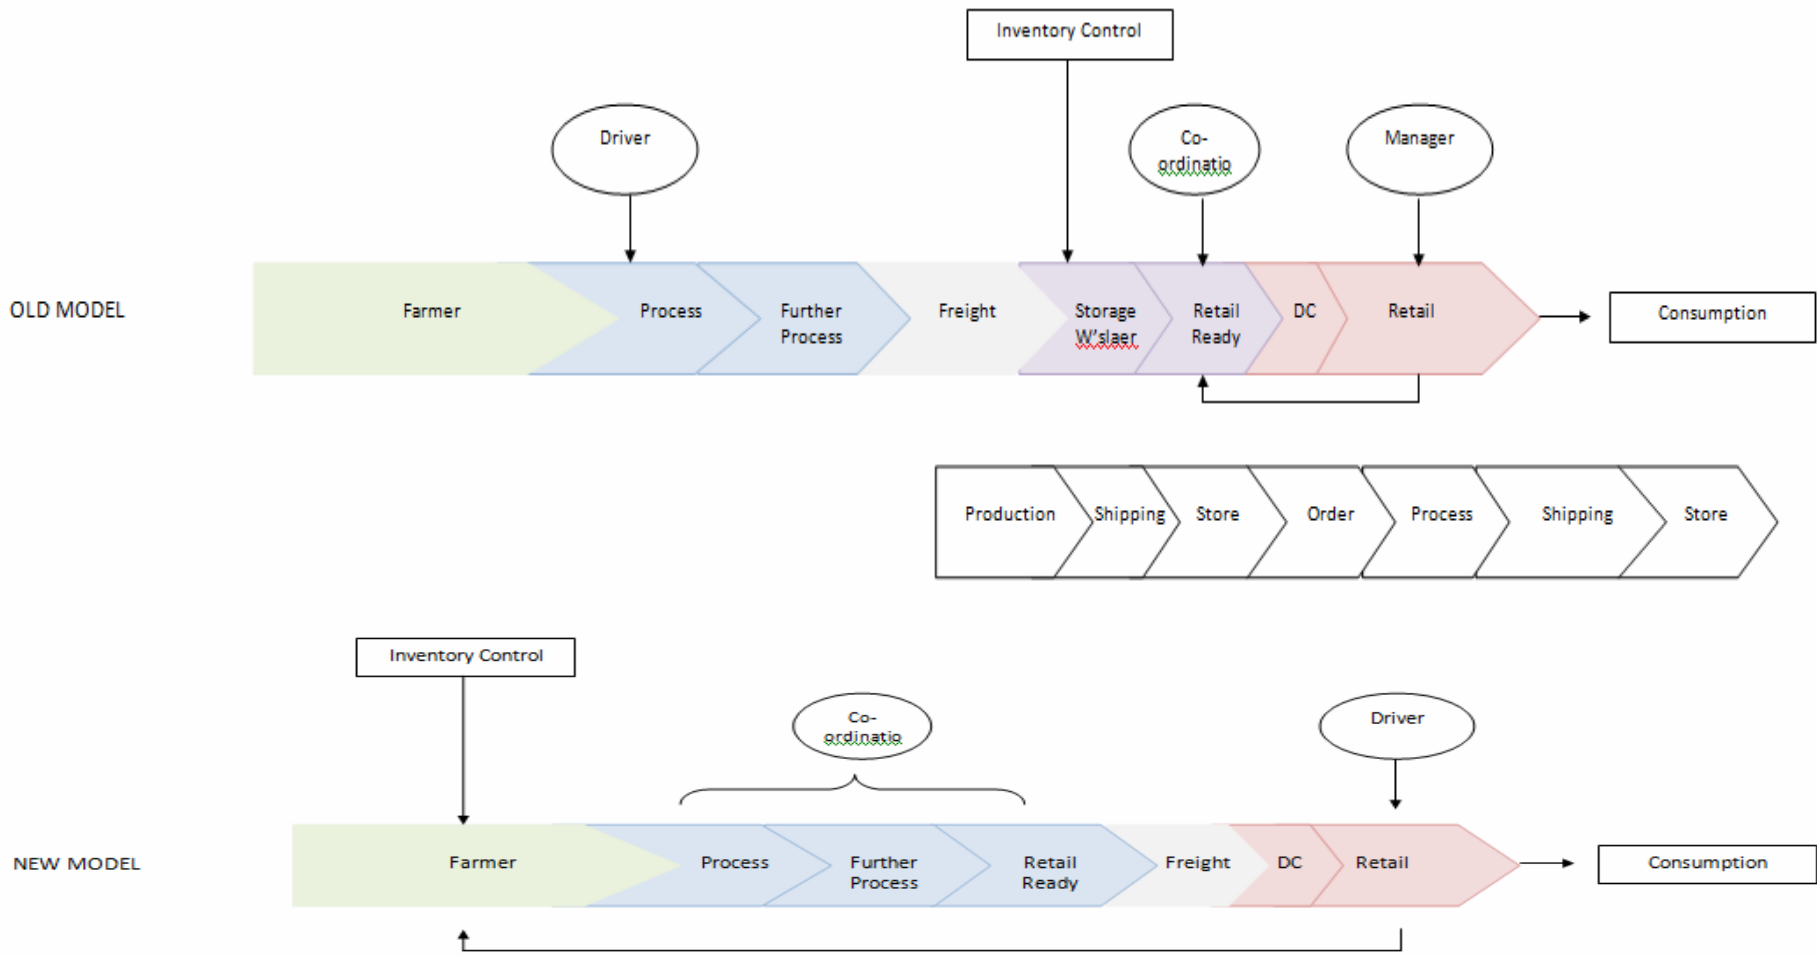 Inventory Control
Driver
Co-
ordinatio
Manager
OLD MODEL
Farmer
Process
Further
Process
Freight
Storage
W'slaer
Retail
Ready
DC
Retail
Consumption
Production
Shipping
Store
Order
Process
Shipping
Store
Inventory Control
Co-
ordinatio
Driver
NEW MODEL
Farmer
Process
Further
Process
Retail
Ready
Freight
DC
Retail
Consumption